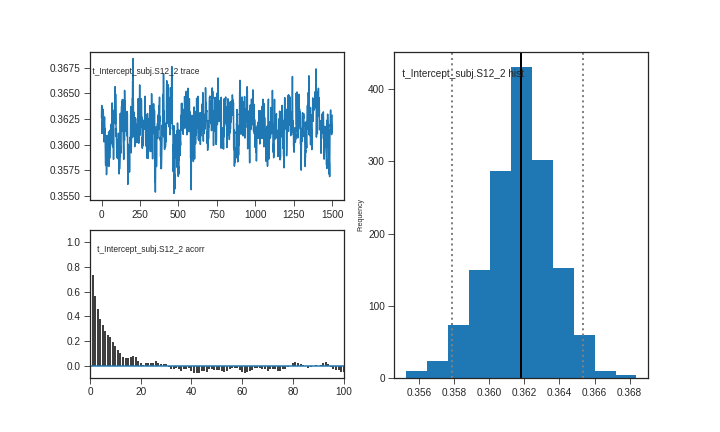 t_Intercept_subj.S12_2 trace
0.3675
0.3650
0.3625
0.3600
0.3575
0.3550
0 250 500 750 1000 1250 1500
t_Intercept_subj.S12_2 acorr
1.0
0.8
0.6
0.4
0.2
0.0
0 20 40 60 80 100
t_Intercept_subj.S12_2 hist
Frequency
400
300
200
100
0
0.356 0.358 0.360 0.362 0.364 0.366 0.368